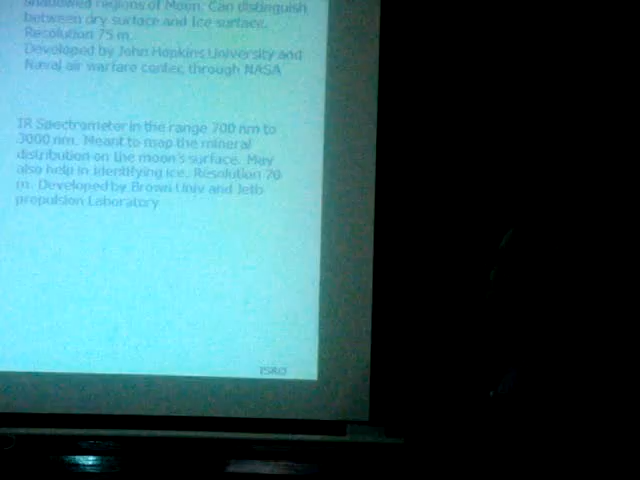 shadowed regions of Moon. Can distinguish
between dry surface and Ice surface.
Resolution 75 m.
Developed by John Hopkins University and
Naval air warfare center, through NASA
IR Spectrometer in the range 700 nm to
3000 nm. Meant to map the mineral
distribution on the moon's surface. May
also help in identifying ice. Resolution 70
m. Developed by Brown Univ and Jetb
propulsion Laboratory
ISRO